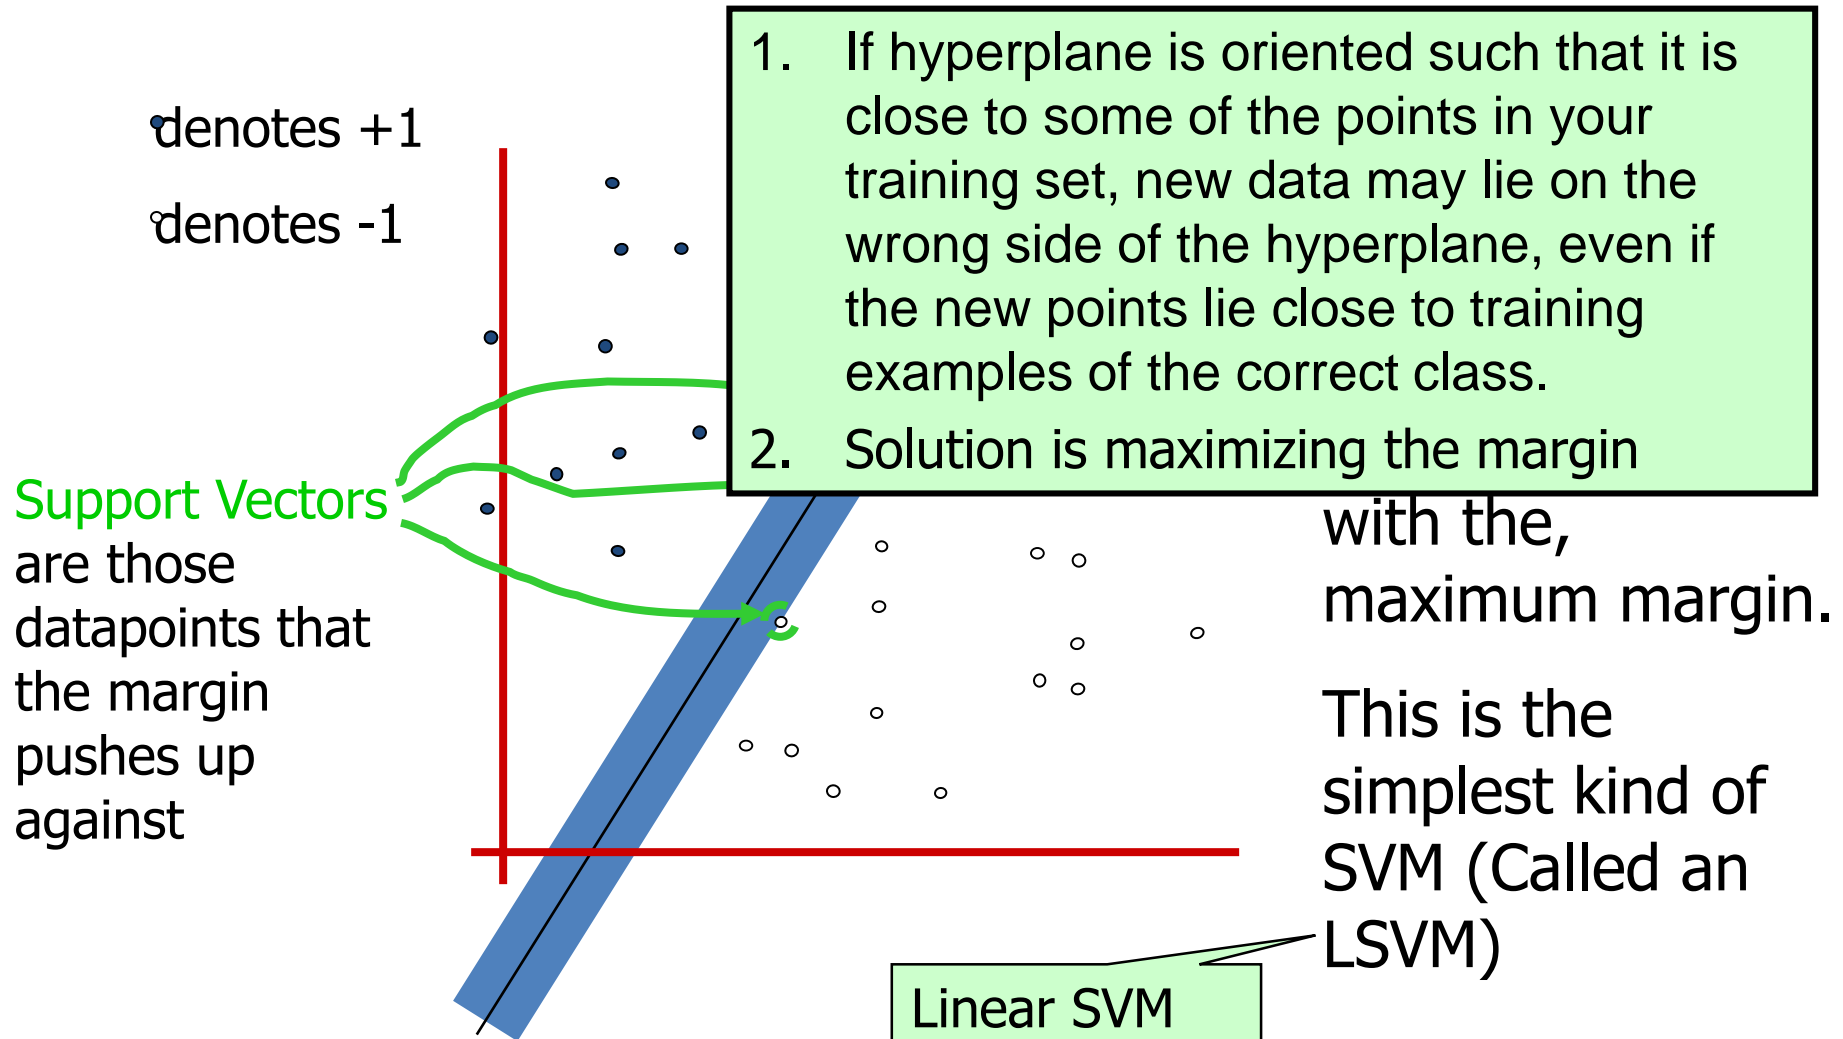 denotes +1
denotes -1
1. If hyperplane is oriented such that it is
close to some of the points in your
training set, new data may lie on the
wrong side of the hyperplane, even if
the new points lie close to training
examples of the correct class.
2. Solution is maximizing the margin
Support Vectors
are those
datapoints that
the margin
pushes up
against
with the,
maximum margin.
This is the
simplest kind of
SVM (Called an
LSVM)
Linear SVM